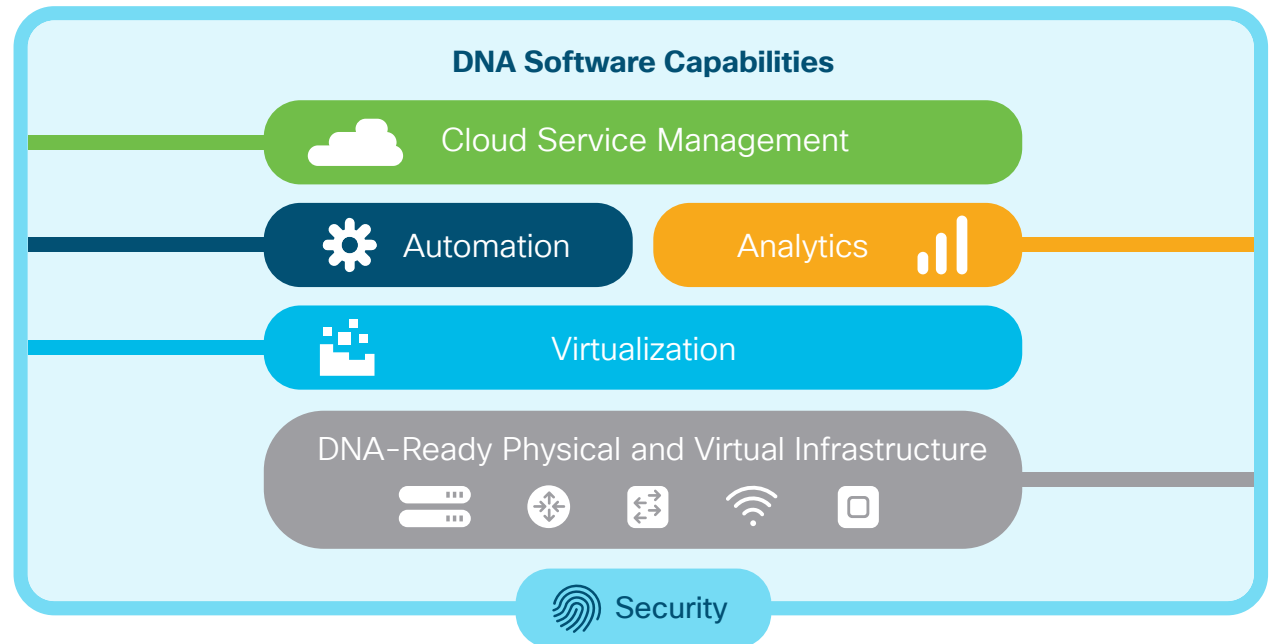 DNA Software Capabilities
Cloud Service Management
Automation
Analytics
Virtualization
DNA-Ready Physical and Virtual Infrastructure
Security